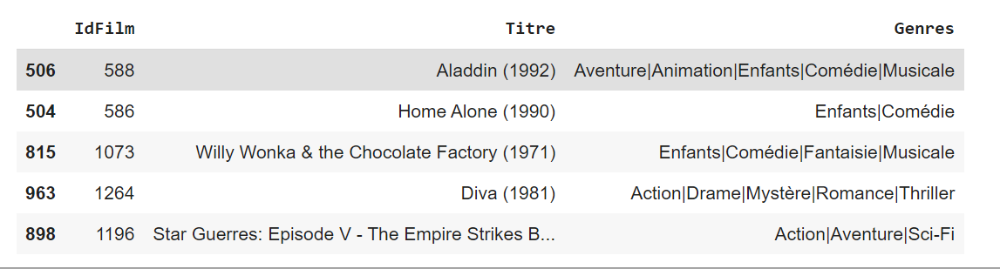 IdFilm Titre Genres
506 588 Aladdin (1992) Aventure|Animation|Enfants|Comédie|Musicale
504 586 Home Alone (1990) Enfants|Comédie
815 1073 Willy Wonka & the Chocolate Factory (1971) Enfants|Comédie|Fantaisie|Musicale
963 1264 Diva (1981) Action|Drame|Mystère|Romance|Thriller
898 1196 Star Guerres: Episode V - The Empire Strikes B... Action|Aventure|Sci-Fi